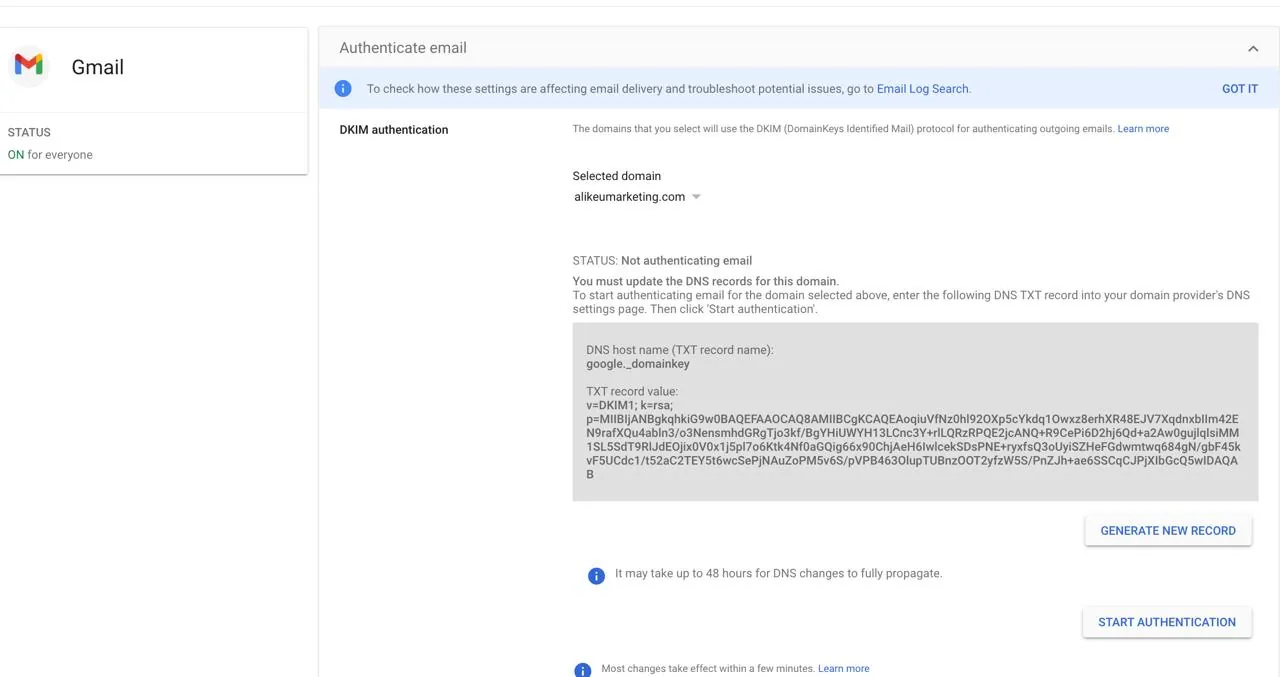 Gmail
STATUS
ON for everyone
Authenticate email
To check how these settings are affecting email delivery and troubleshoot potential issues, go to Email Log Search.
GOT IT
DKIM authentication
The domains that you select will use the DKIM (DomainKeys Identified Mail) protocol for authenticating outgoing emails. Learn more
Selected domain
alikeumarketing.com
STATUS: Not authenticating email
You must update the DNS records for this domain.
To start authenticating email for the domain selected above, enter the following DNS TXT record into your domain provider's DNS
settings page. Then click 'Start authentication'.
DNS host name (TXT record name):
google._domainkey
TXT record value:
v=DKIM1; k=rsa;
p=MIIBIjANBgkqhkiG9w0BAQEFAAOCAQ8AMIIBCgKCAQEAoqiuVfNz0hl92OXp5cYkdq1Owxz8erhXR48EJV7XqdnxbIIm42E
N9rafXQu4abln3/o3NensmhdGRgTjo3kf/BgYHiUWYH13LCnc3Y+rlLQRzRPQE2jcANQ+R9CePi6D2hj6Qd+a2Aw0gujlqIsiMM
1SL5SdT9RlJdEOjix0V0x1j5pI7o6Ktk4Nf0aGQig66x90ChjAeH6IwlcekSDsPNE+ryxfsQ3oUyiSZHeFGdwmtwq684gN/gbF45k
vF5UCdc1/t52aC2TEY5t6wcSePjNAuZoPM5v6S/pVPB463OlupTUBnzOOT2yfzW5S/PnZJh+ae6SSCqCJPjXIbGcQ5wIDAQA
B
GENERATE NEW RECORD
It may take up to 48 hours for DNS changes to fully propagate.
START AUTHENTICATION
Most changes take effect within a few minutes. Learn more